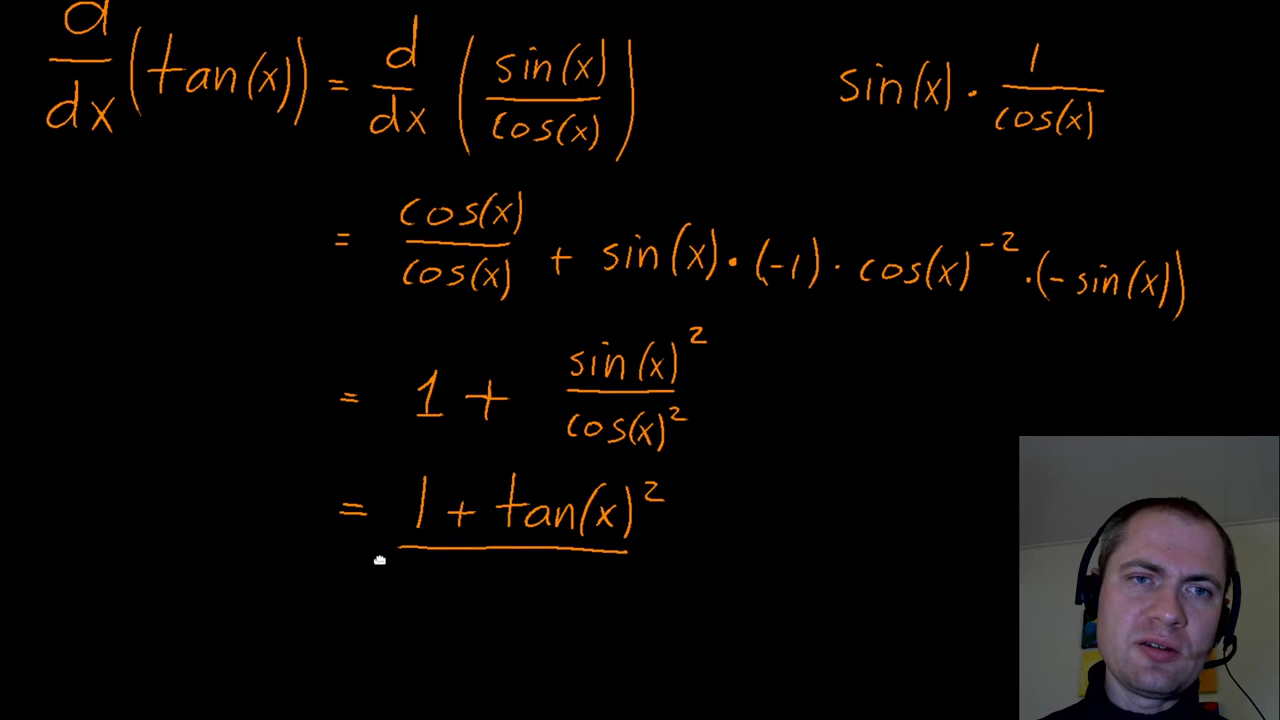 d/dx (tan(x)) = d/dx (sin(x)/cos(x))    sin(x) · 1/cos(x)
= cos(x)/cos(x) + sin(x) · (-1) · cos(x)^-2 · (-sin(x))
= 1 + sin(x)^2/cos(x)^2
= 1 + tan(x)^2